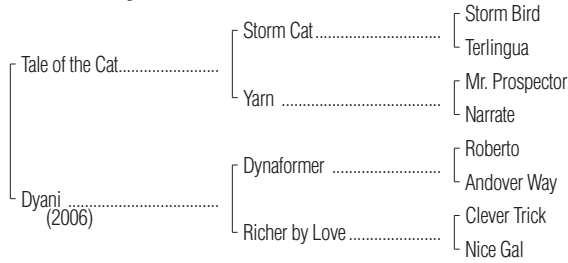 Storm Bird
Storm Cat
Terlingua
Tale of the Cat
Mr. Prospector
Yarn
Narrate
Roberto
Dynaformer
Andover Way
Dyani
(2006)
Clever Trick
Richer by Love
Nice Gal